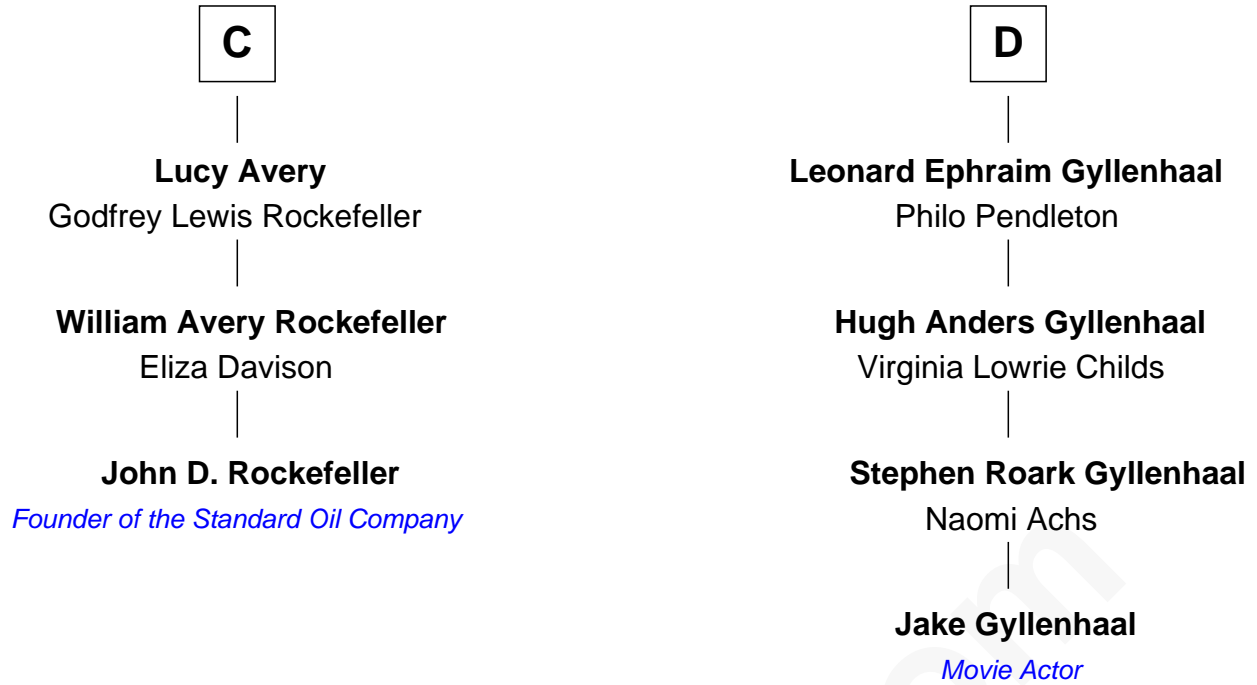 C
Lucy Avery
Godfrey Lewis Rockefeller
William Avery Rockefeller
Eliza Davison
John D. Rockefeller
Founder of the Standard Oil Company
D
Leonard Ephraim Gyllenhaal
Philo Pendleton
Hugh Anders Gyllenhaal
Virginia Lowrie Childs
Stephen Roark Gyllenhaal
Naomi Achs
Jake Gyllenhaal
Movie Actor